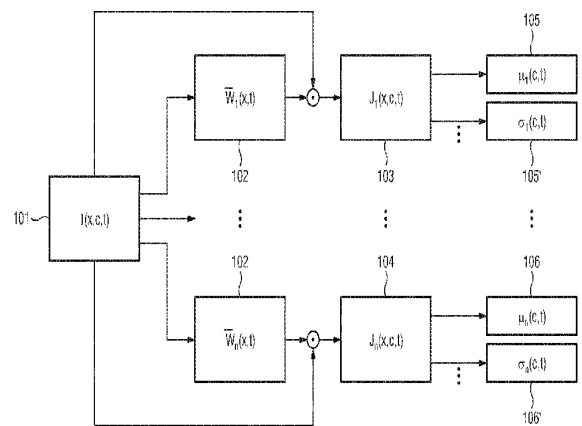 105
μ₁(c,t)
W̅₁(x,t)
J₁(x,c,t)
σ₁(c,t)
102
103
105'
101
I(x,c,t)
102
104
106
μₙ(c,t)
W̅ₙ(x,t)
Jₙ(x,c,t)
σₙ(c,t)
106'